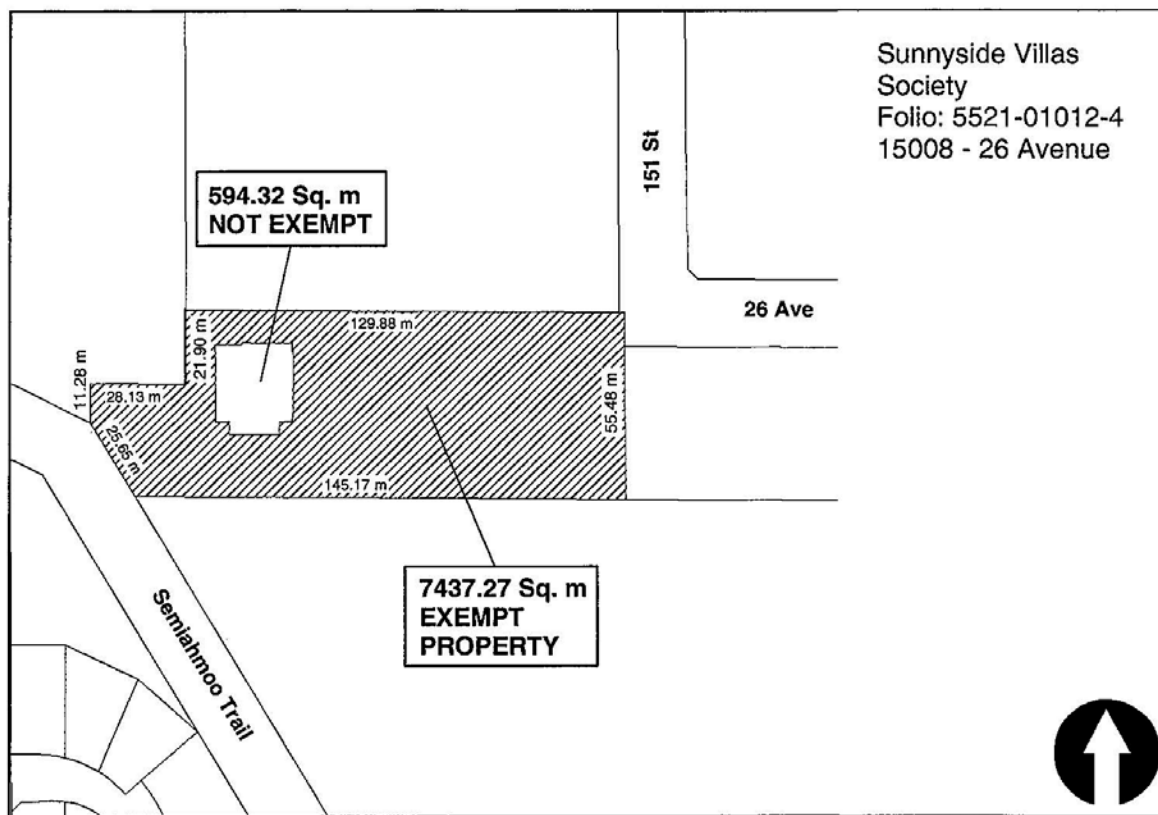 Sunnyside Villas
Society
Folio: 5521-01012-4
15008 - 26 Avenue
151 St
594.32 Sq. m
NOT EXEMPT
26 Ave
129.88 m
21.90 m
11.28 m
28.13 m
55.48 m
25.65 m
145.17 m
7437.27 Sq. m
EXEMPT
PROPERTY
Semiahmoo Trail